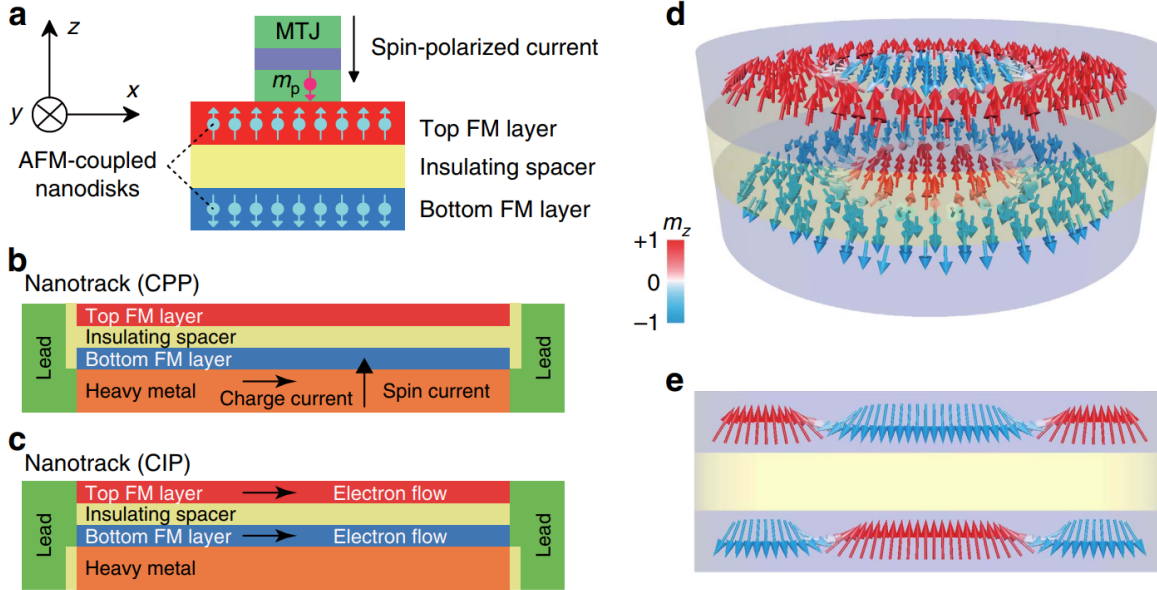 a
z
y
x
MTJ
mp
Spin-polarized current
AFM-coupled
nanodisks
Top FM layer
Insulating spacer
Bottom FM layer
b
Nanotrack (CPP)
Lead
Top FM layer
Insulating spacer
Bottom FM layer
Heavy metal
Charge current
Spin current
Lead
c
Nanotrack (CIP)
Lead
Top FM layer
Electron flow
Insulating spacer
Bottom FM layer
Electron flow
Heavy metal
Lead
d
mz
+1
0
−1
e